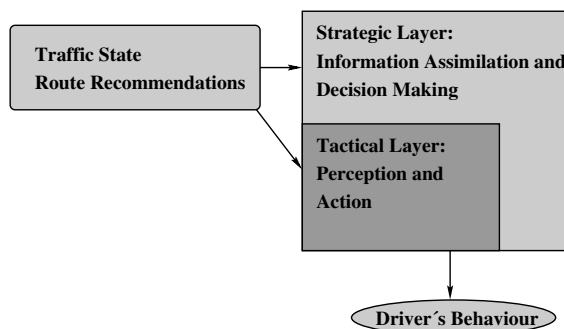 Traffic State
Route Recommendations
Strategic Layer:
Information Assimilation and
Decision Making
Tactical Layer:
Perception and
Action
Driver´s Behaviour